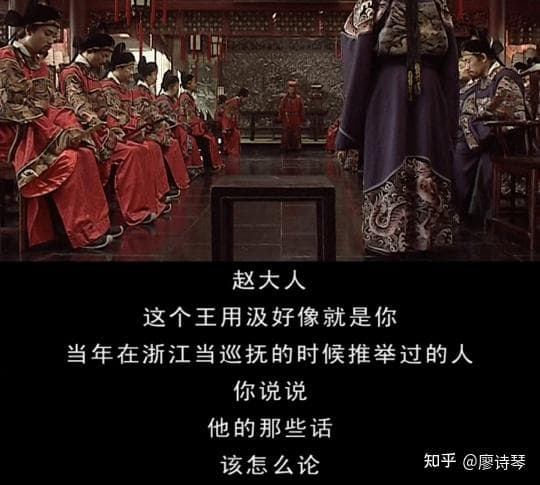 赵大人
这个王用汲好像就是你
当年在浙江当巡抚的时候推举过的人
你说说
他的那些话
该怎么论
知乎 @廖诗琴